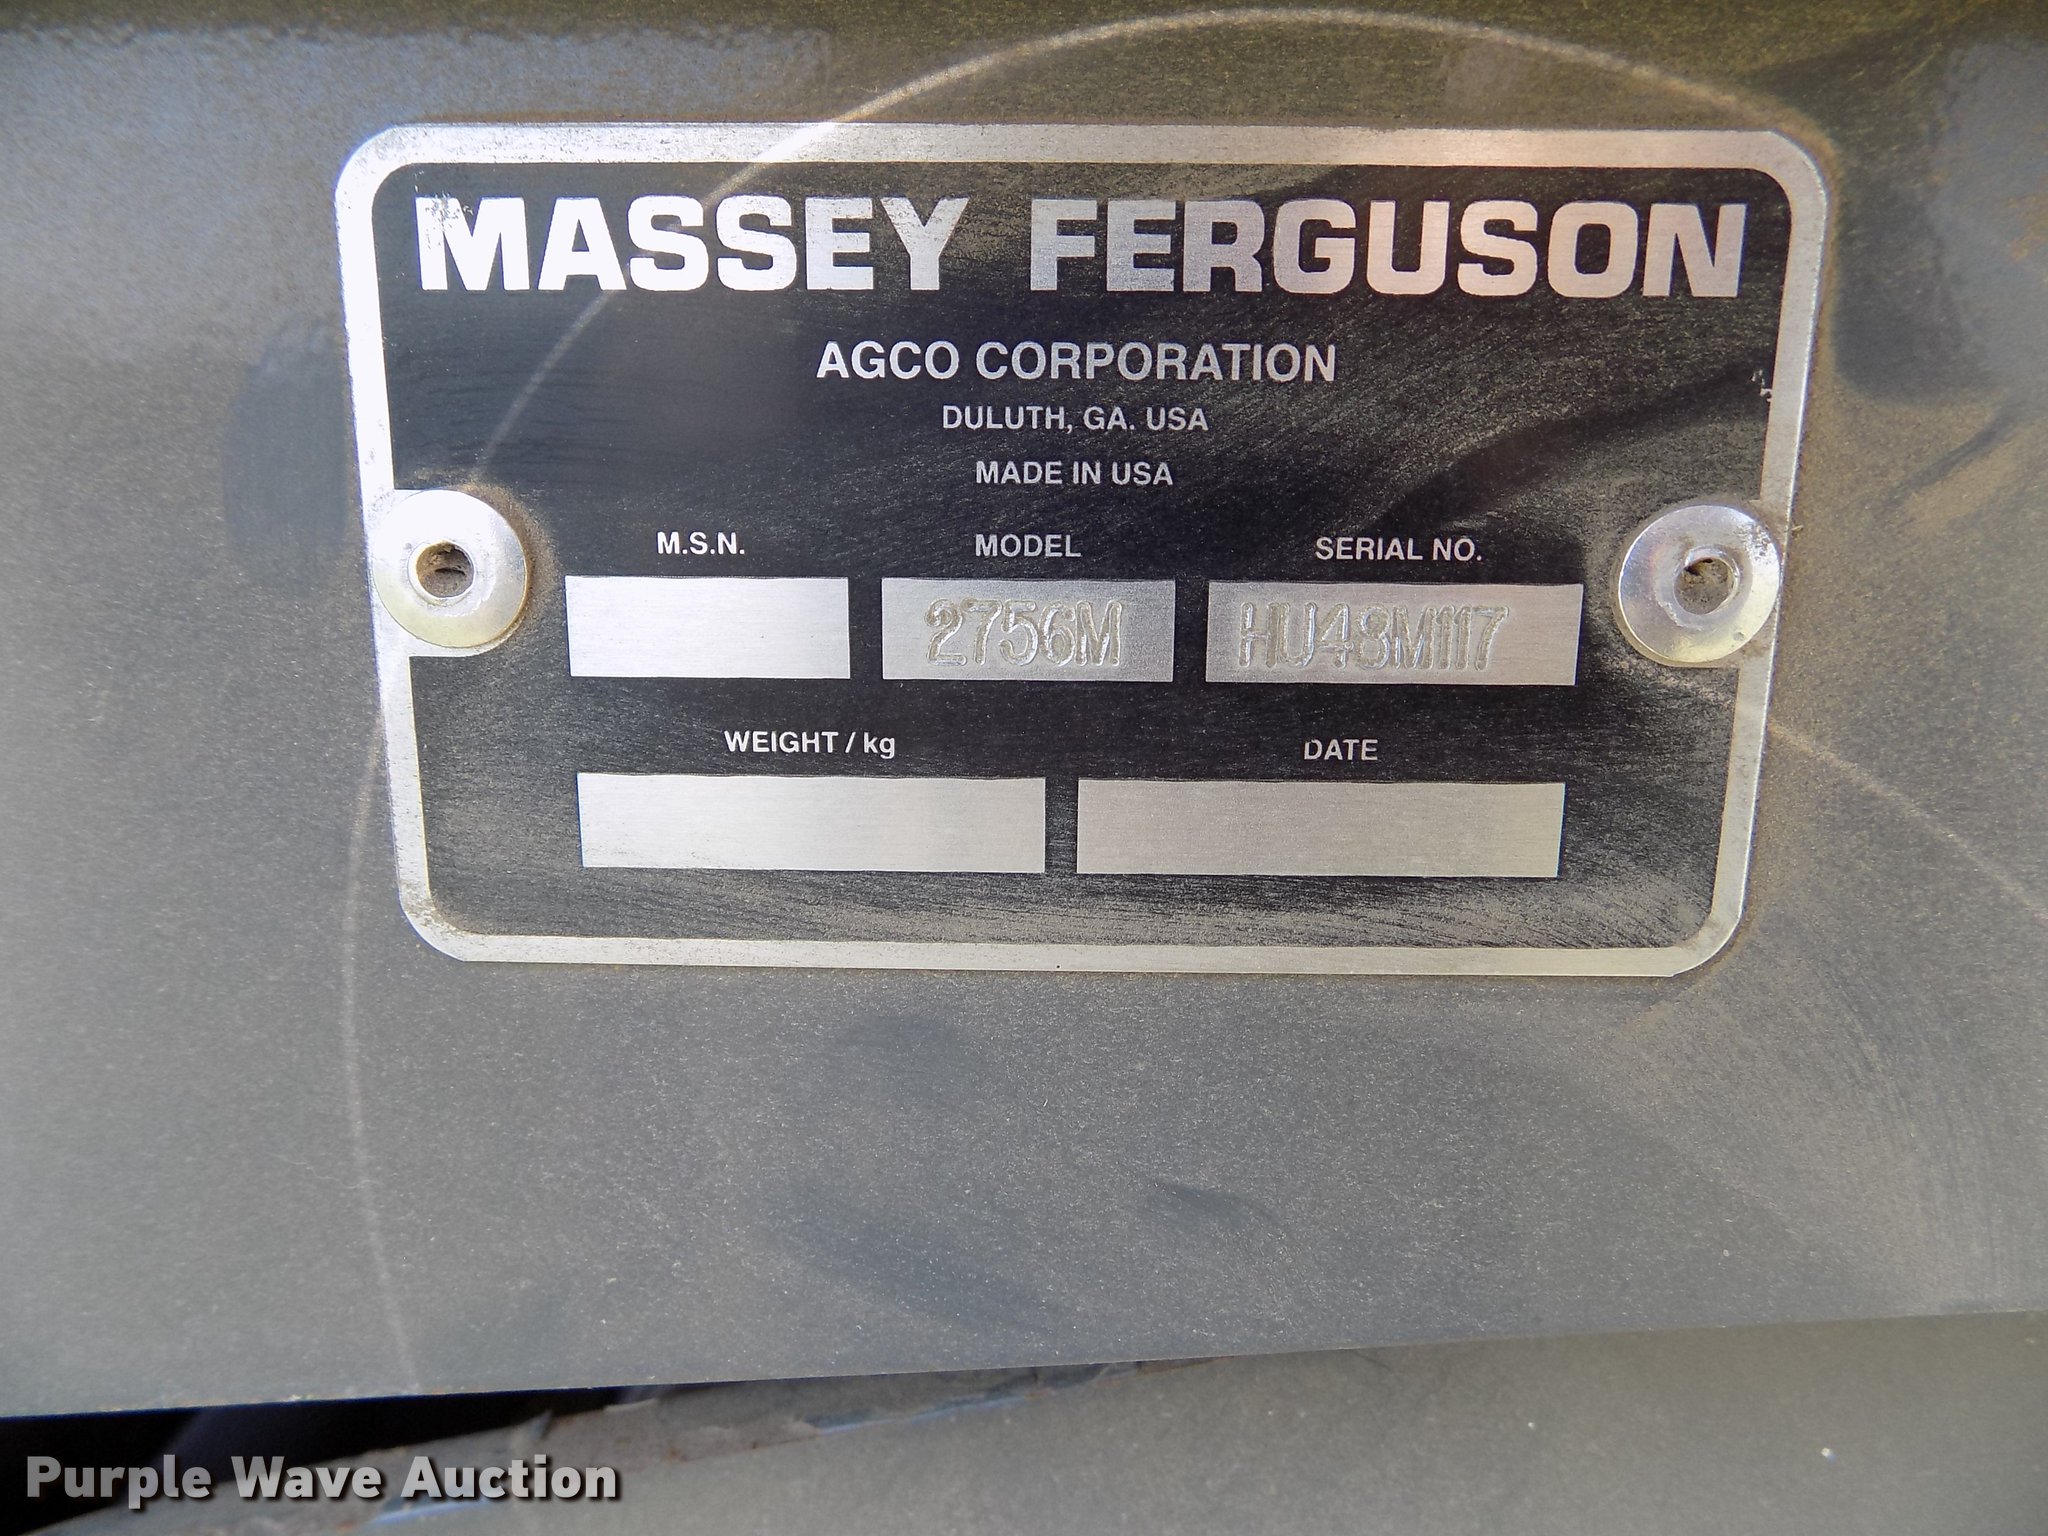 MASSEY FERGUSON
AGCO CORPORATION
DULUTH, GA. USA
MADE IN USA
M.S.N. MODEL SERIAL NO.
2756M HU48M117
WEIGHT / kg DATE
Purple Wave Auction